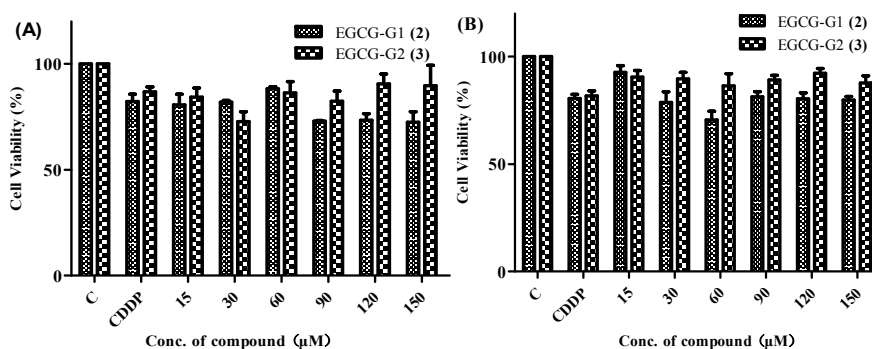 (A)
EGCG-G1 (2)
EGCG-G2 (3)
Cell Viability (%)
100
50
0
C
CDDP
15
30
60
90
120
150
Conc. of compound (μM)
(B)
EGCG-G1 (2)
EGCG-G2 (3)
Cell Viability (%)
100
50
0
C
CDDP
15
30
60
90
120
150
Conc. of compound (μM)